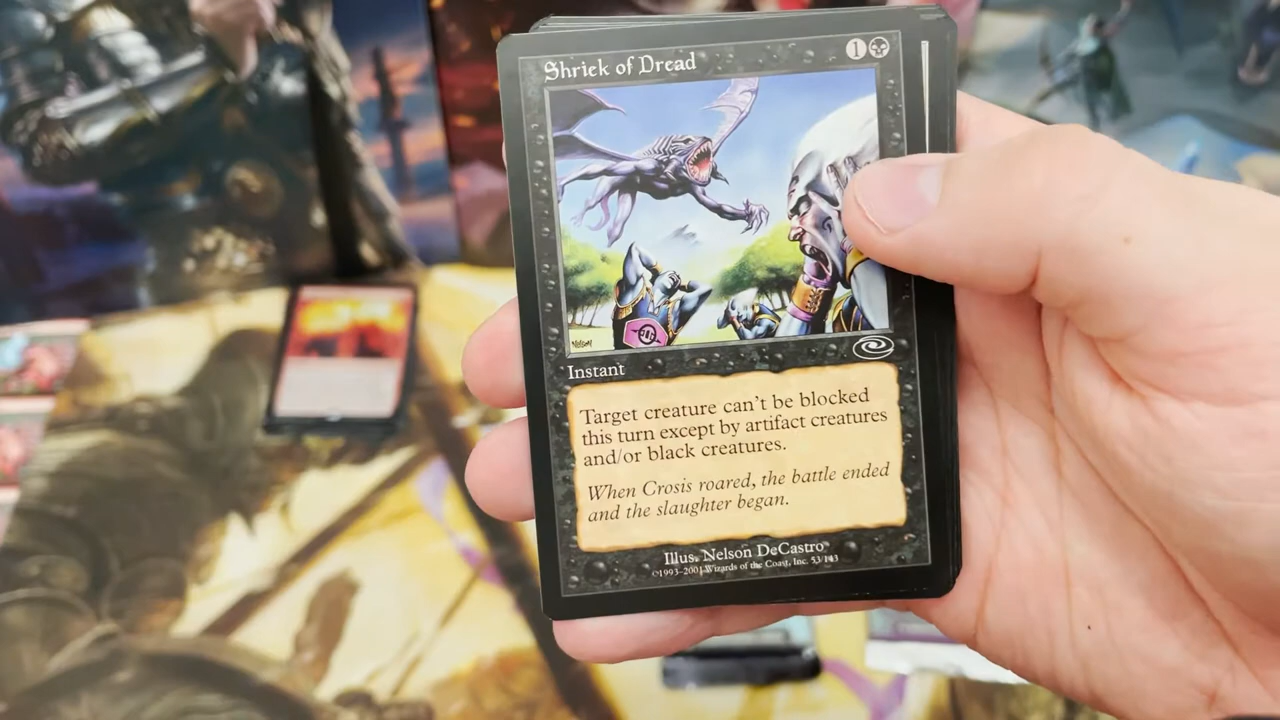 Shriek of Dread
1
Nelson
Instant
Target creature can't be blocked
this turn except by artifact creatures
and/or black creatures.
When Crosis roared, the battle ended
and the slaughter began.
Illus. Nelson DeCastro
©1993–2001 Wizards of the Coast, Inc. 53/143